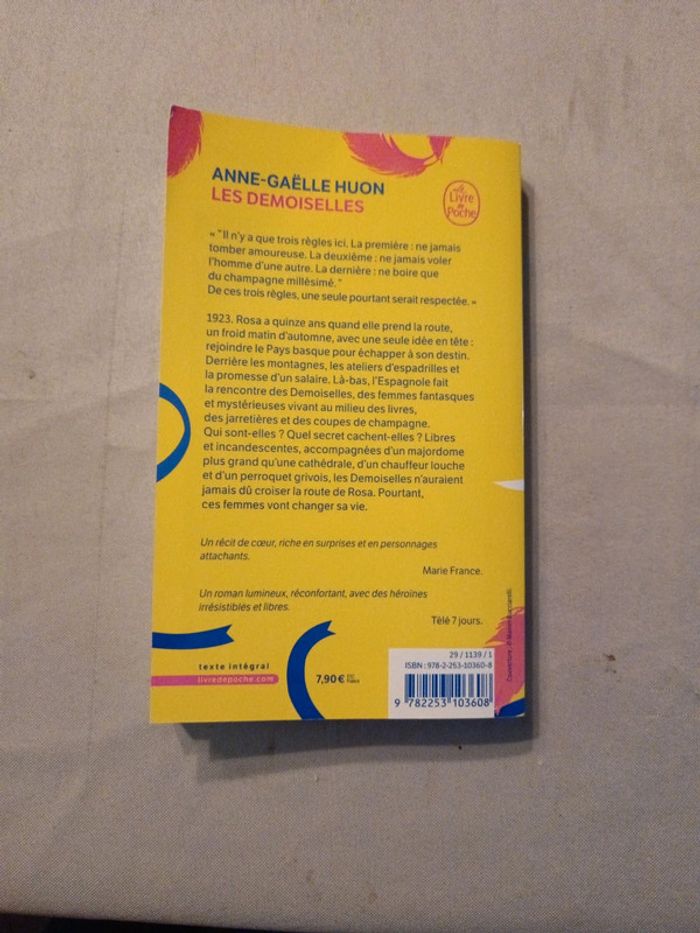 ANNE-GAËLLE HUON
LES DEMOISELLES
Le
Livre
de
Poche
« "Il n'y a que trois règles ici. La première : ne jamais
tomber amoureuse. La deuxième : ne jamais voler
l'homme d'une autre. La dernière : ne boire que
du champagne millésimé."
De ces trois règles, une seule pourtant serait respectée. »
1923. Rosa a quinze ans quand elle prend la route,
un froid matin d'automne, avec une seule idée en tête :
rejoindre le Pays basque pour échapper à son destin.
Derrière les montagnes, les ateliers d'espadrilles et
la promesse d'un salaire. Là-bas, l'Espagnole fait
la rencontre des Demoiselles, des femmes fantasques
et mystérieuses vivant au milieu des livres,
des jarretières et des coupes de champagne.
Qui sont-elles ? Quel secret cachent-elles ? Libres
et incandescentes, accompagnées d'un majordome
plus grand qu'une cathédrale, d'un chauffeur louche
et d'un perroquet grivois, les Demoiselles n'auraient
jamais dû croiser la route de Rosa. Pourtant,
ces femmes vont changer sa vie.
Un récit de cœur, riche en surprises et en personnages
attachants.
Marie France.
Un roman lumineux, réconfortant, avec des héroïnes
irrésistibles et libres.
Télé 7 jours.
texte intégral
livredepoche.com
7,90 €
29 / 1139 / 1
ISBN : 978-2-253-10360-8
9 782253 103608
Couverture : ©